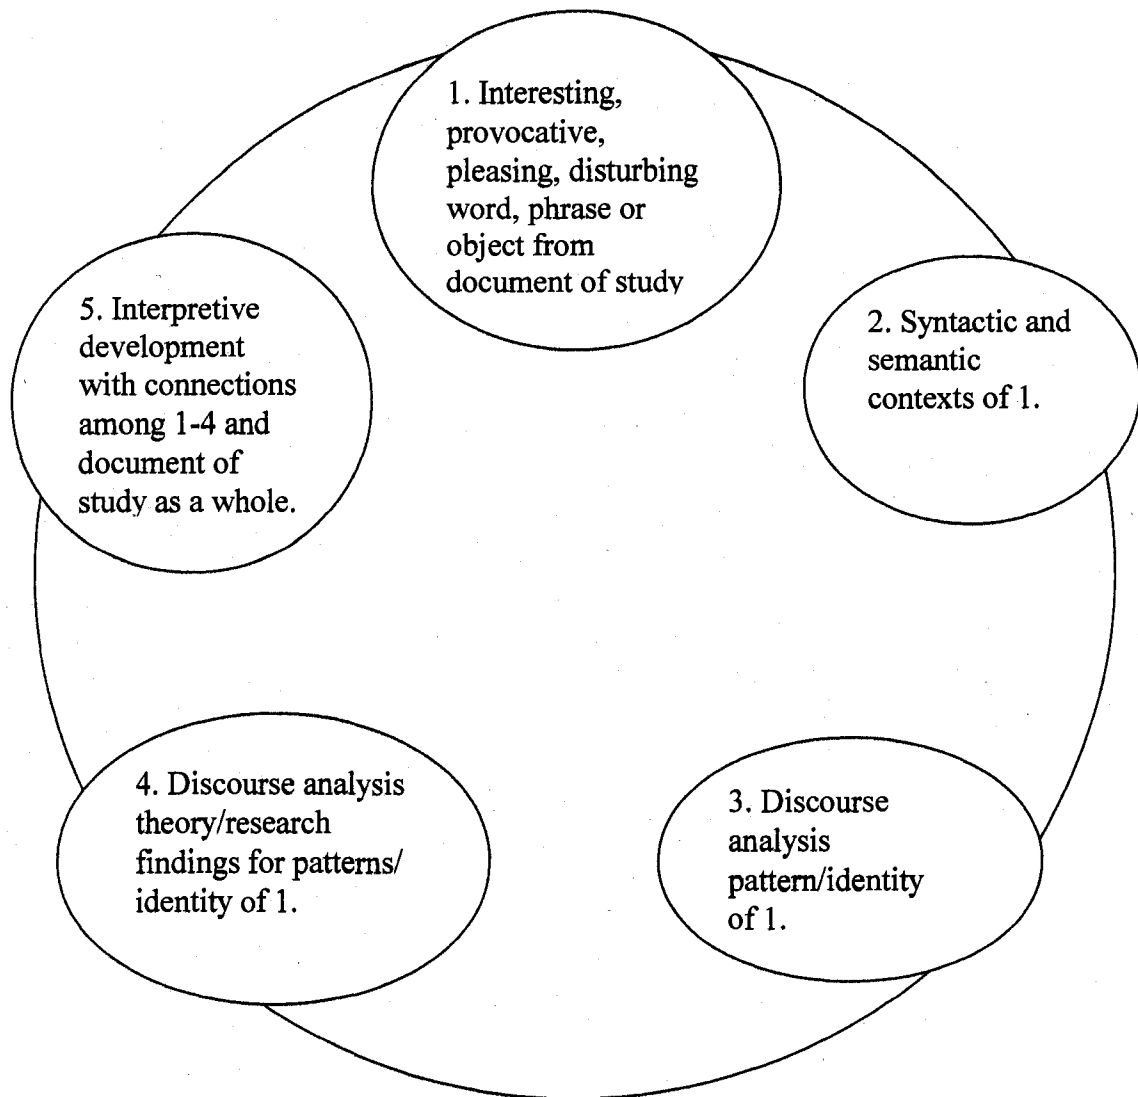 1. Interesting,
provocative,
pleasing, disturbing
word, phrase or
object from
document of study
2. Syntactic and
semantic
contexts of 1.
3. Discourse
analysis
pattern/identity
of 1.
4. Discourse analysis
theory/research
findings for patterns/
identity of 1.
5. Interpretive
development
with connections
among 1-4 and
document of
study as a whole.